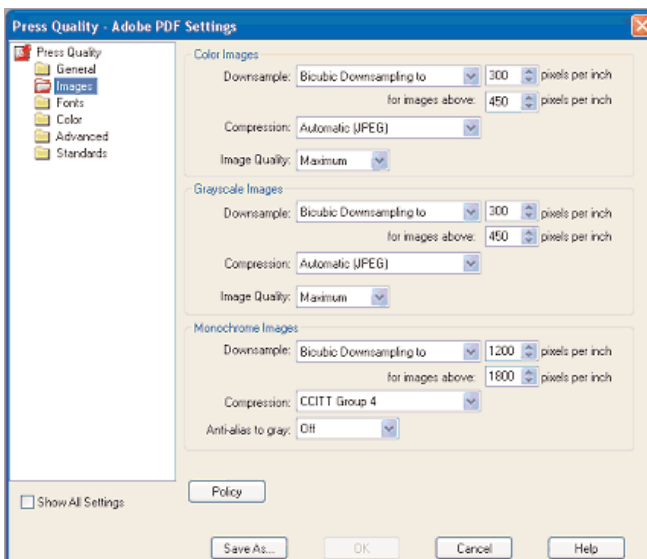 Press Quality - Adobe PDF Settings
Press Quality
General
Images
Fonts
Color
Advanced
Standards
Show All Settings
Color Images
Downsample: Bicubic Downsampling to 300 pixels per inch
for images above: 450 pixels per inch
Compression: Automatic (JPEG)
Image Quality: Maximum
Grayscale Images
Downsample: Bicubic Downsampling to 300 pixels per inch
for images above: 450 pixels per inch
Compression: Automatic (JPEG)
Image Quality: Maximum
Monochrome Images
Downsample: Bicubic Downsampling to 1200 pixels per inch
for images above: 1800 pixels per inch
Compression: CCITT Group 4
Anti-alias to gray: Off
Policy
Save As... OK Cancel Help